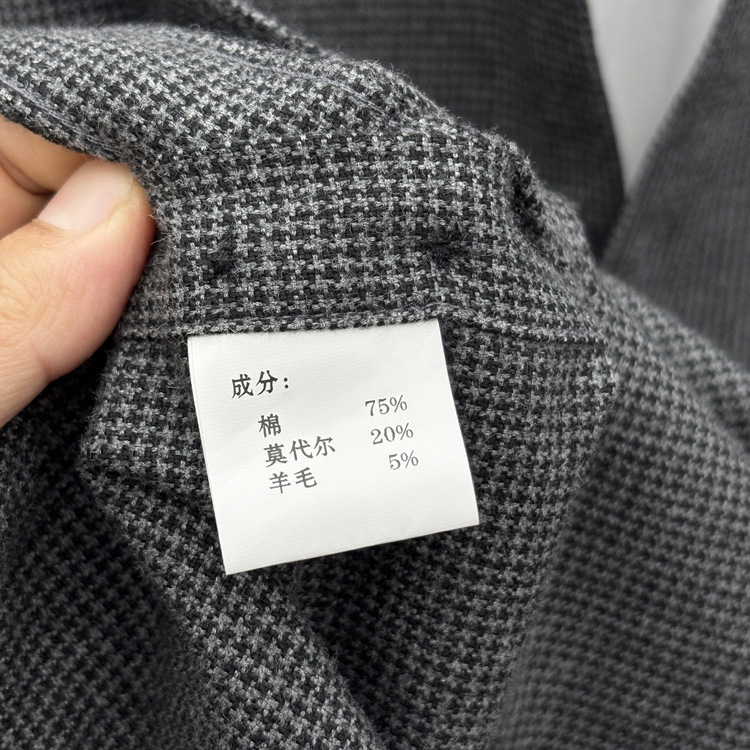 成分:
棉 75%
莫代尔 20%
羊毛 5%